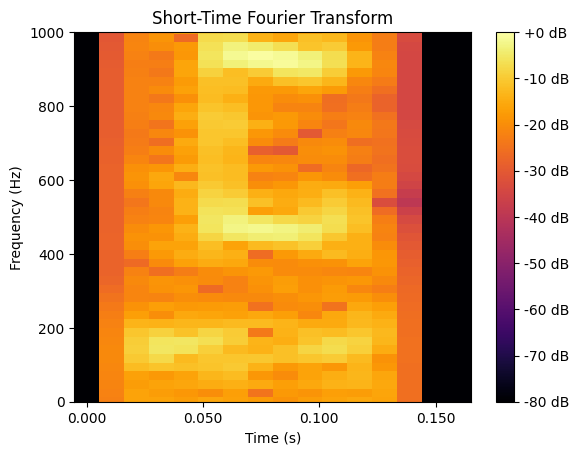 Short-Time Fourier Transform
1000
800
600
400
200
0
Frequency (Hz)
0.000
0.050
0.100
0.150
Time (s)
+0 dB
-10 dB
-20 dB
-30 dB
-40 dB
-50 dB
-60 dB
-70 dB
-80 dB